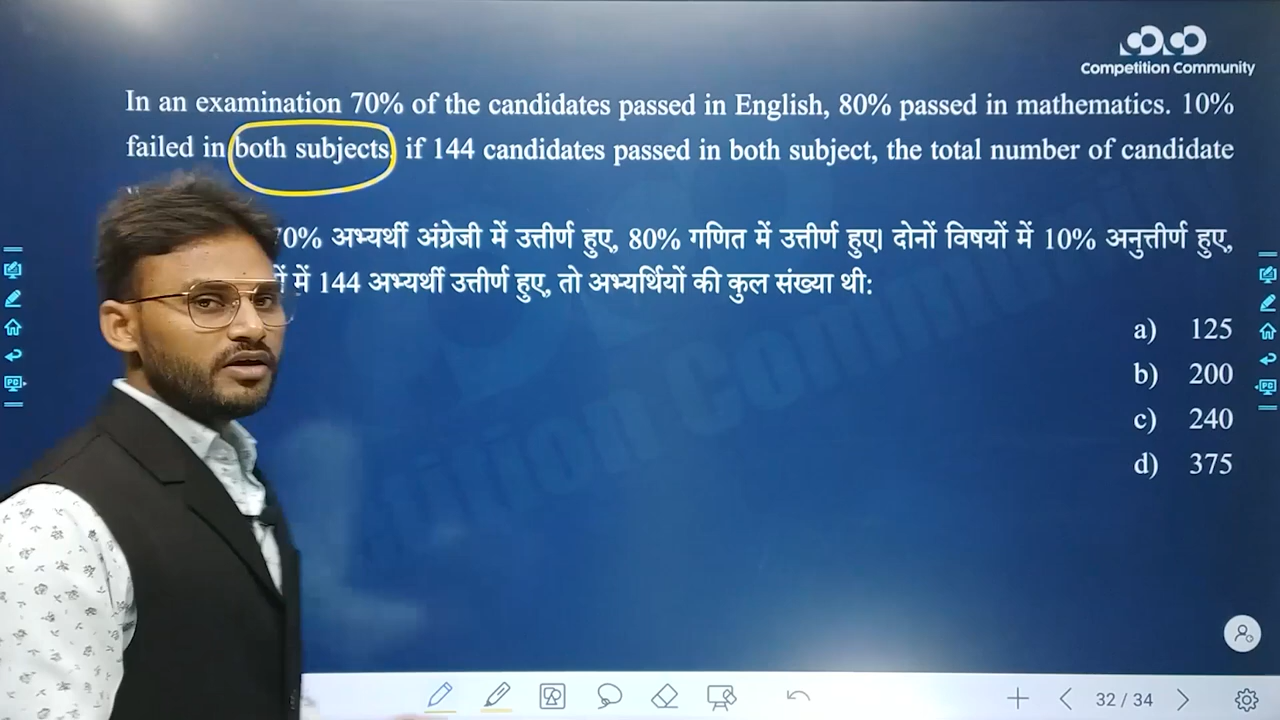 Competition Community
In an examination 70% of the candidates passed in English, 80% passed in mathematics. 10%
failed in both subjects, if 144 candidates passed in both subject, the total number of candidate
70% अभ्यर्थी अंग्रेजी में उत्तीर्ण हुए, 80% गणित में उत्तीर्ण हुए। दोनों विषयों में 10% अनुत्तीर्ण हुए,
में 144 अभ्यर्थी उत्तीर्ण हुए, तो अभ्यर्थियों की कुल संख्या थी:
a) 125
b) 200
c) 240
d) 375
32 / 34